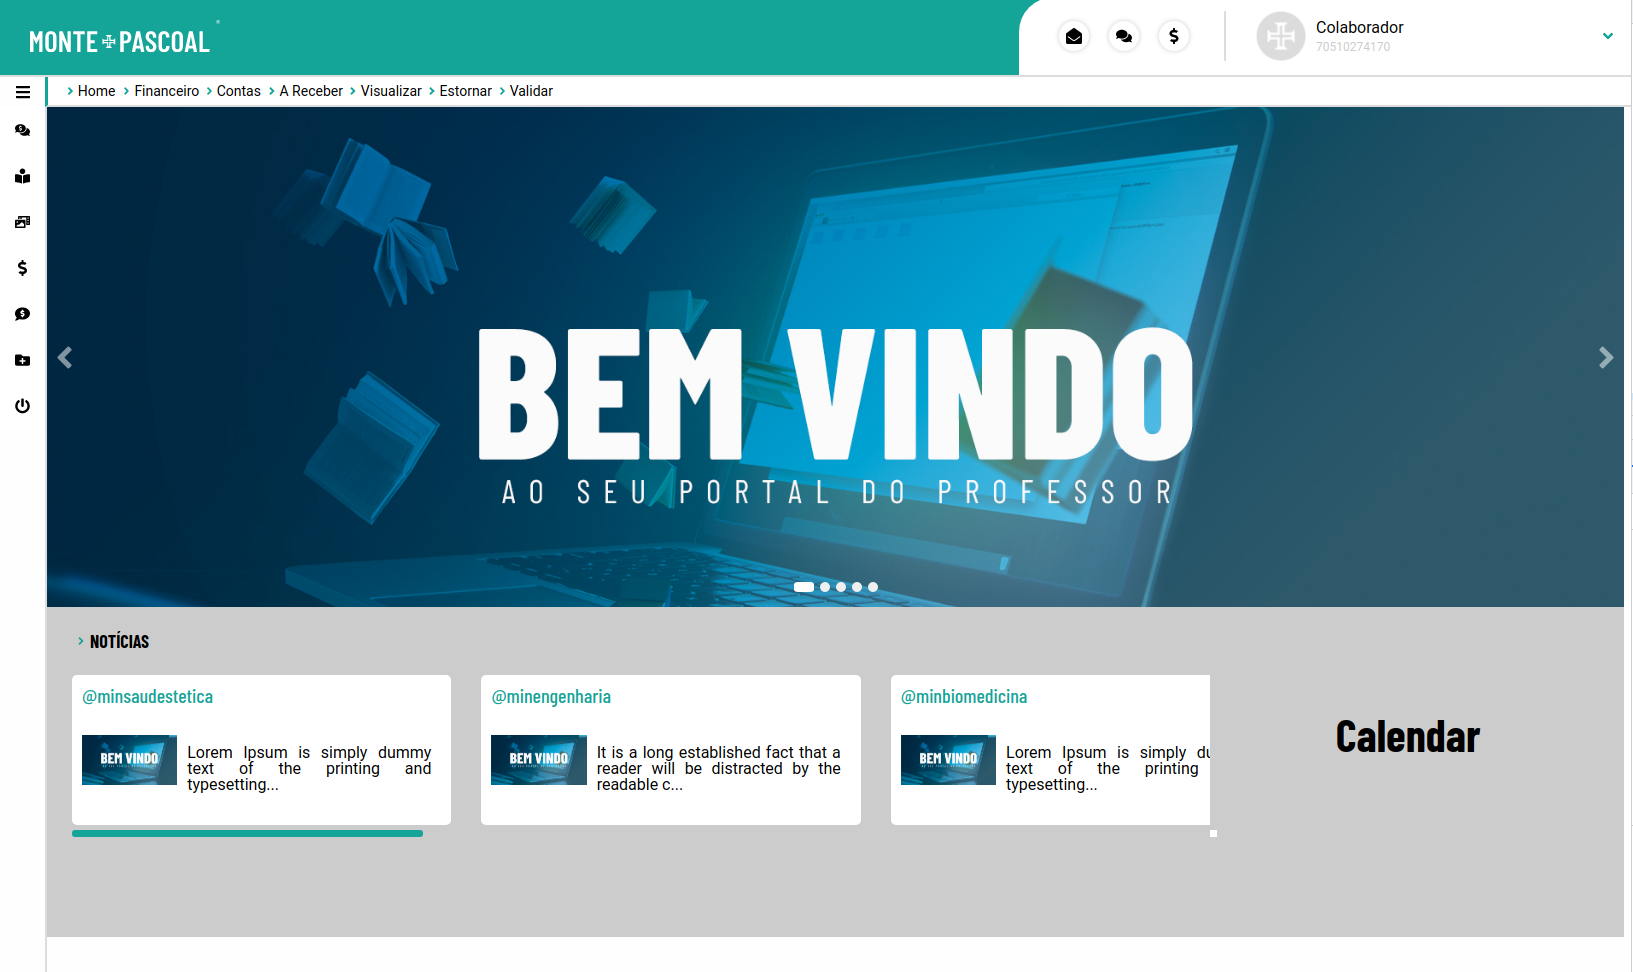 MONTE PASCOAL
Colaborador
70510274170
Home Financeiro Contas A Receber Visualizar Estornar Validar
BEM VINDO
AO SEU PORTAL DO PROFESSOR
NOTÍCIAS
@minsaudestetica
BEM VINDO
Lorem Ipsum is simply dummy
text of the printing and
typesetting...
@minengenharia
BEM VINDO
It is a long established fact that a
reader will be distracted by the
readable c...
@minbiomedicina
BEM VINDO
Lorem Ipsum is simply du
text of the printing
typesetting...
Calendar